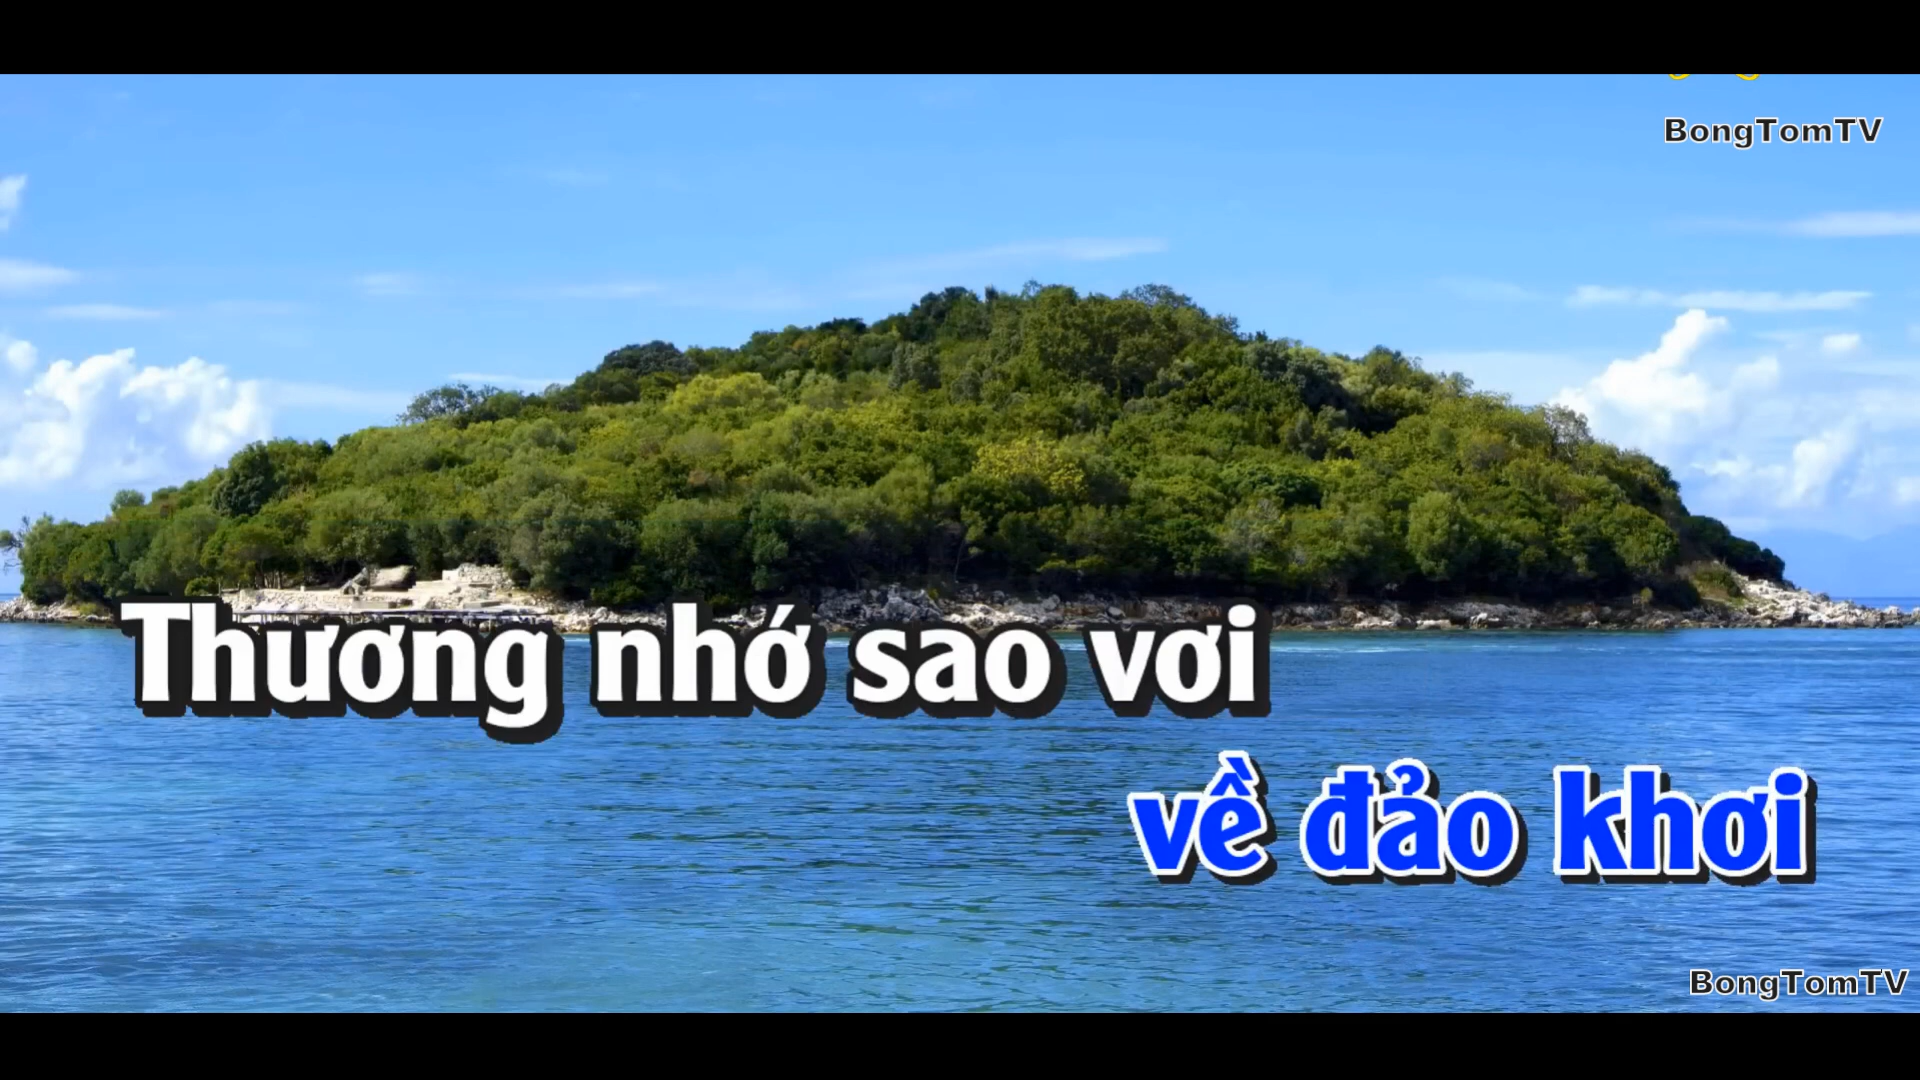 BongTomTV
Thương nhớ sao vơi
về đảo khơi
BongTomTV